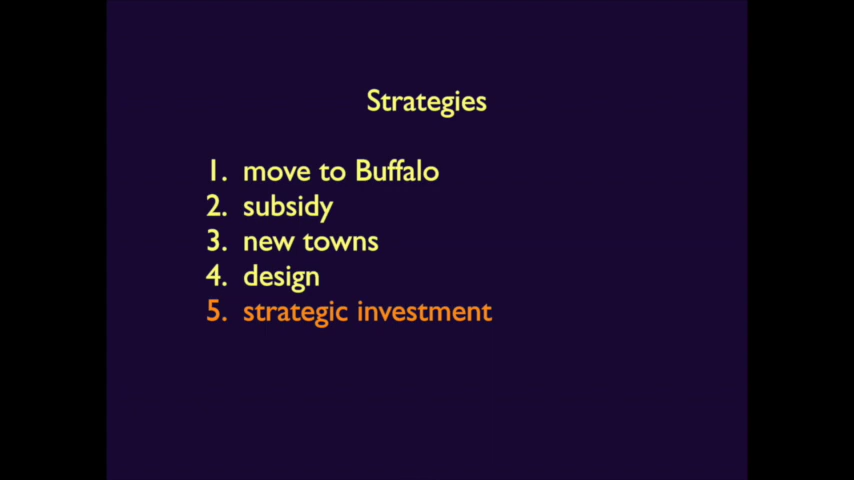 Strategies
1. move to Buffalo
2. subsidy
3. new towns
4. design
5. strategic investment